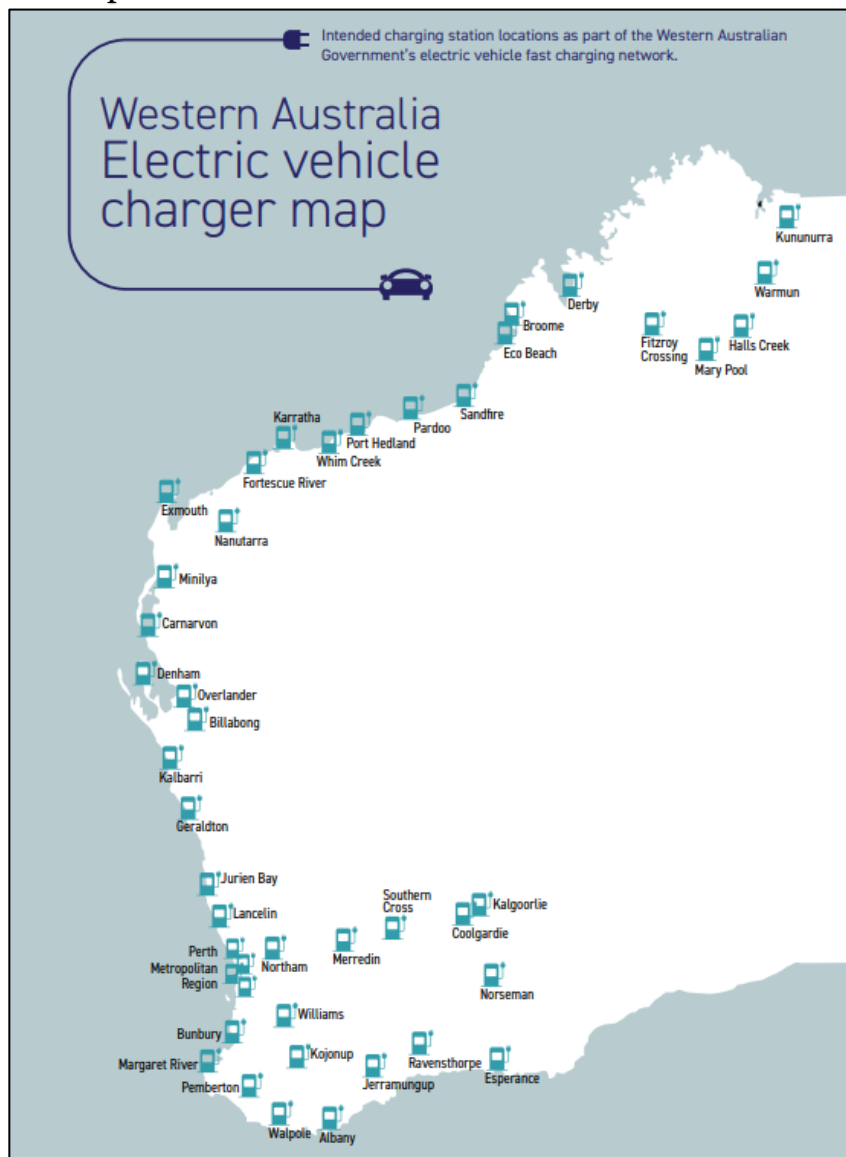 Intended charging station locations as part of the Western Australian
Government's electric vehicle fast charging network.
Western Australia
Electric vehicle
charger map
Kununurra
Warmun
Derby
Broome
Eco Beach
Fitzroy
Crossing
Halls Creek
Mary Pool
Sandfire
Pardoo
Karratha
Port Hedland
Whim Creek
Fortescue River
Exmouth
Nanutarra
Minilya
Carnarvon
Denham
Overlander
Billabong
Kalbarri
Geraldton
Jurien Bay
Lancelin
Southern
Cross
Kalgoorlie
Coolgardie
Perth
Metropolitan
Region
Northam
Merredin
Norseman
Williams
Bunbury
Kojonup
Margaret River
Ravensthorpe
Pemberton
Jerramungup
Esperance
Walpole
Albany